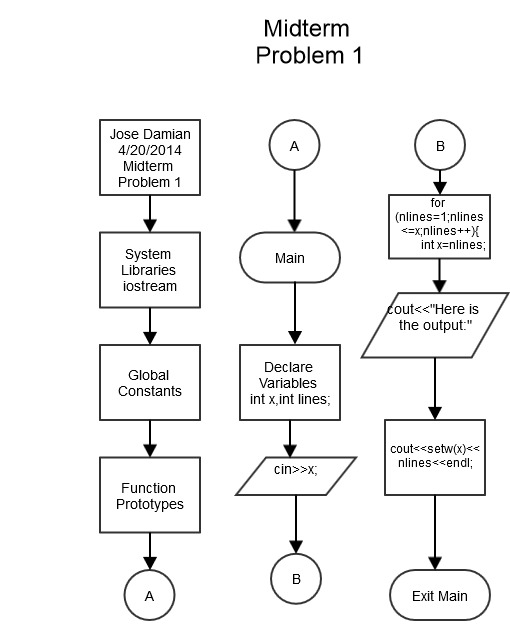 Midterm
Problem 1
Jose Damian
4/20/2014
Midterm
Problem 1
System
Libraries
iostream
Global
Constants
Function
Prototypes
A
A
Main
Declare
Variables
int x,int lines;
cin>>x;
B
B
for
(nlines=1;nlines
<=x;nlines++){
int x=nlines;
cout<<"Here is
the output:"
cout<<setw(x)<<
nlines<<endl;
Exit Main